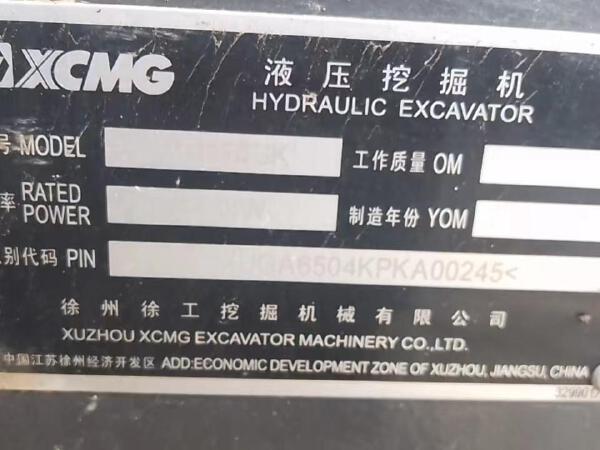 XCMG
液压挖掘机
HYDRAULIC EXCAVATOR
号 MODEL 工作质量 OM
率 RATED POWER 制造年份 YOM
别代码 PIN UGA6504KPKA00245<
徐州徐工挖掘机械有限公司
XUZHOU XCMG EXCAVATOR MACHINERY CO.,LTD.
中国江苏徐州经济开发区 ADD:ECONOMIC DEVELOPMENT ZONE OF XUZHOU, JIANGSU, CHINA